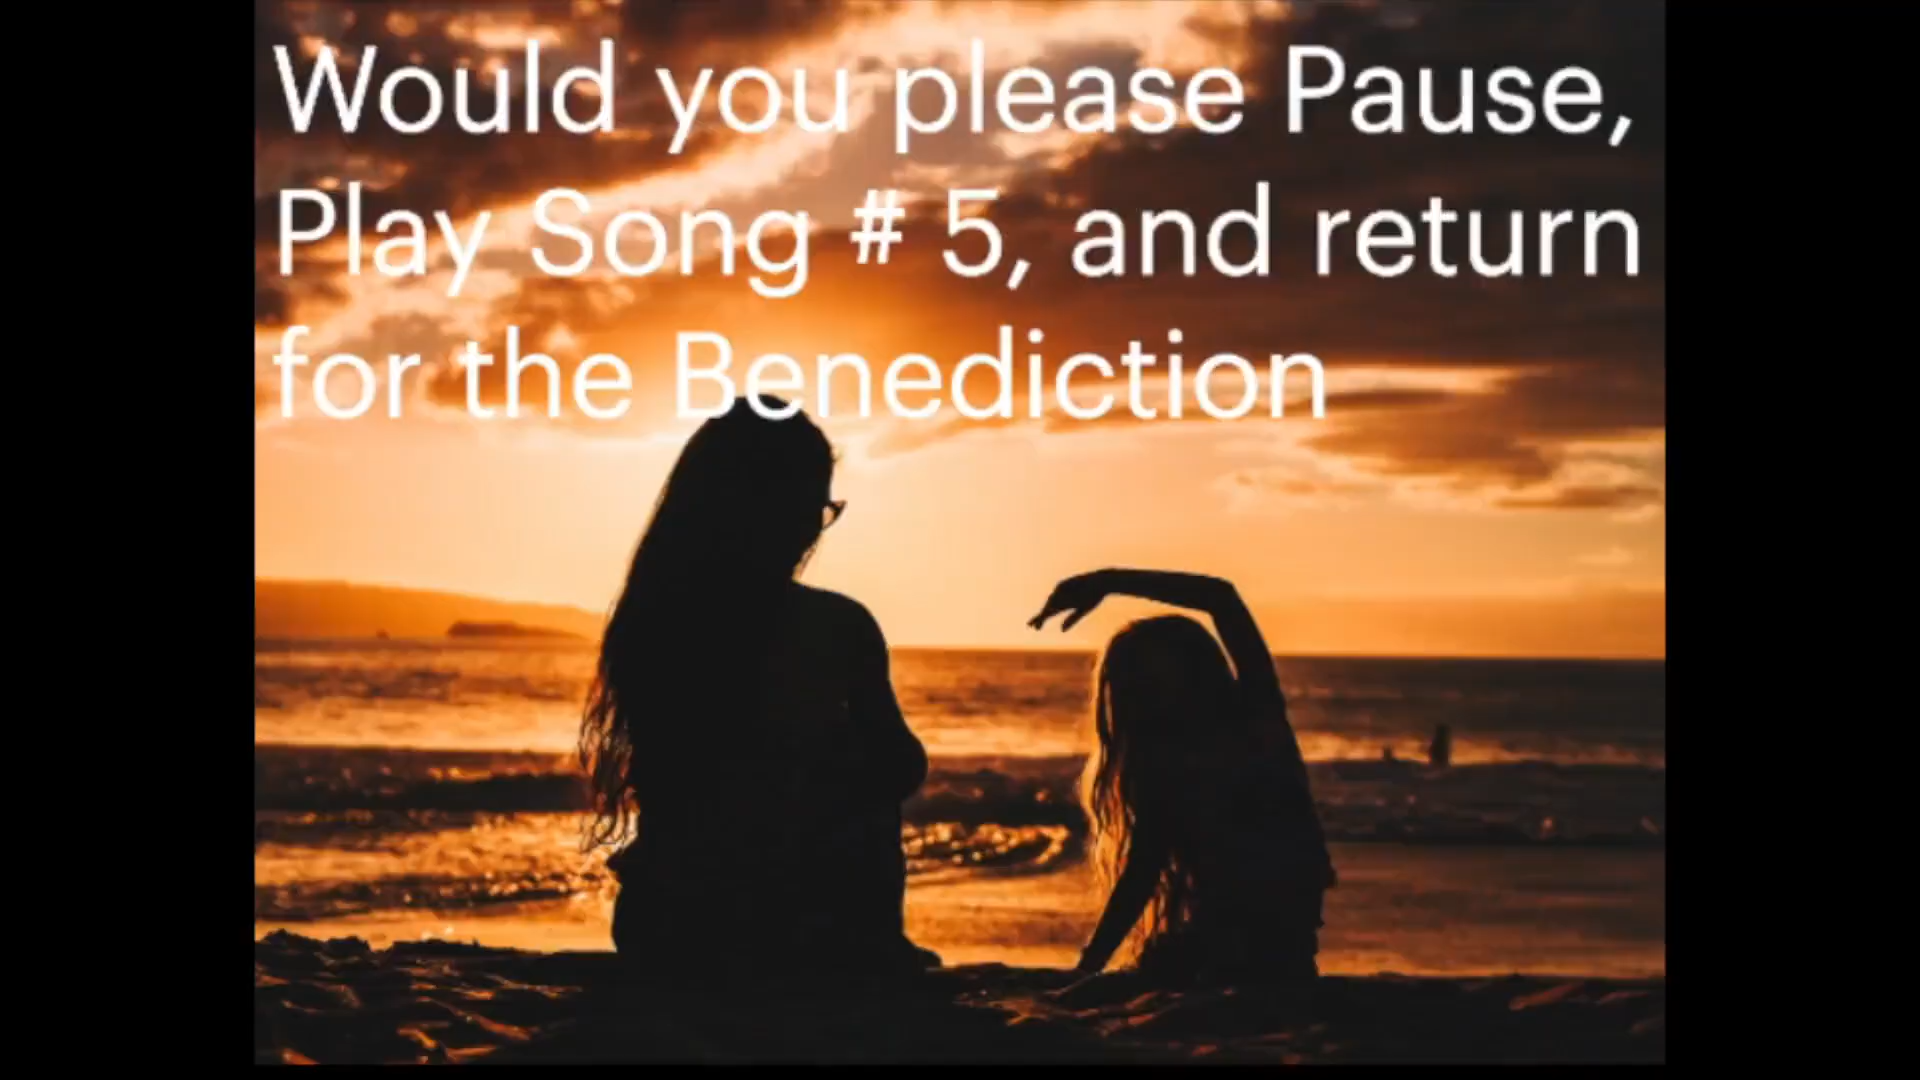 Would you please Pause,
Play Song # 5, and return
for the Benediction